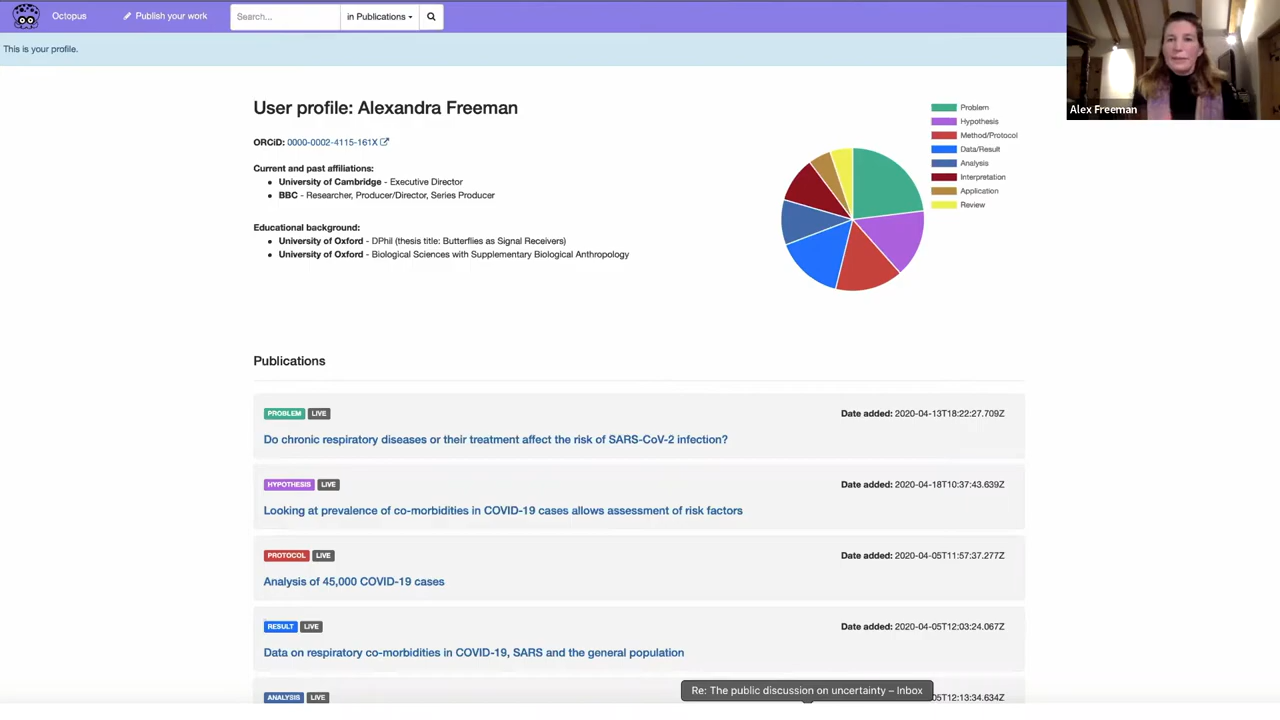 Octopus
Publish your work
Search...
in Publications
This is your profile.
Alex Freeman
User profile: Alexandra Freeman
ORCiD: 0000-0002-4115-161X
Current and past affiliations:
University of Cambridge - Executive Director
BBC - Researcher, Producer/Director, Series Producer
Educational background:
University of Oxford - DPhil (thesis title: Butterflies as Signal Receivers)
University of Oxford - Biological Sciences with Supplementary Biological Anthropology
Problem
Hypothesis
Method/Protocol
Data/Result
Analysis
Interpretation
Application
Review
Publications
PROBLEM LIVE
Date added: 2020-04-13T18:22:27.709Z
Do chronic respiratory diseases or their treatment affect the risk of SARS-CoV-2 infection?
HYPOTHESIS LIVE
Date added: 2020-04-18T10:37:43.639Z
Looking at prevalence of co-morbidities in COVID-19 cases allows assessment of risk factors
PROTOCOL LIVE
Date added: 2020-04-05T11:57:37.277Z
Analysis of 45,000 COVID-19 cases
RESULT LIVE
Date added: 2020-04-05T12:03:24.067Z
Data on respiratory co-morbidities in COVID-19, SARS and the general population
ANALYSIS LIVE
Re: The public discussion on uncertainty – Inbox
05T12:13:34.634Z